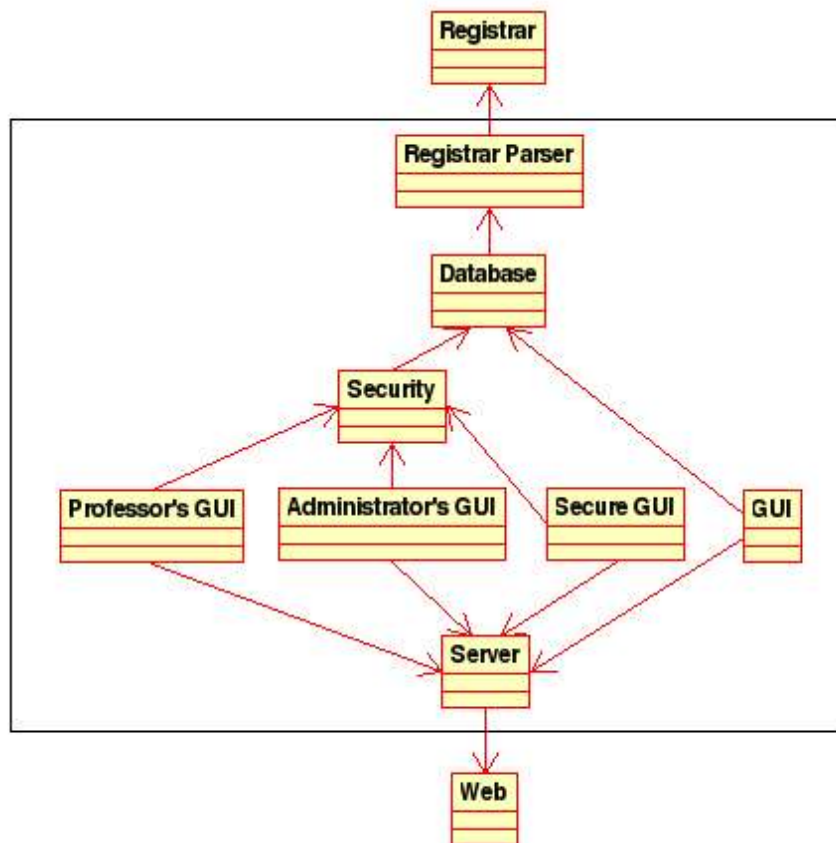 Registrar
Registrar Parser
Database
Security
Professor's GUI
Administrator's GUI
Secure GUI
GUI
Server
Web